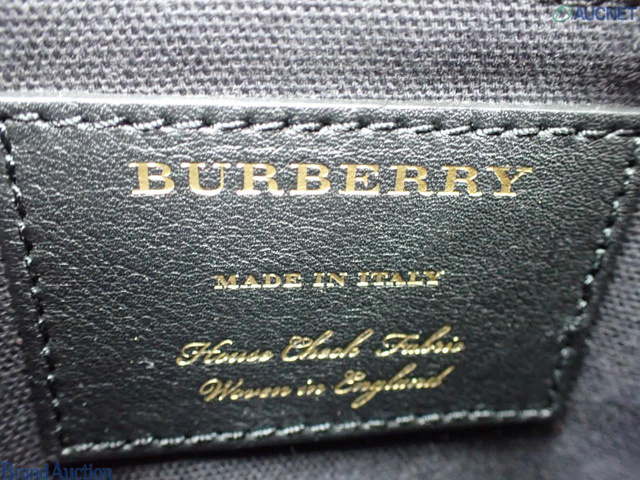 AUCNET
BURBERRY
MADE IN ITALY
House Check Fabric
Woven in England
Brand Auction